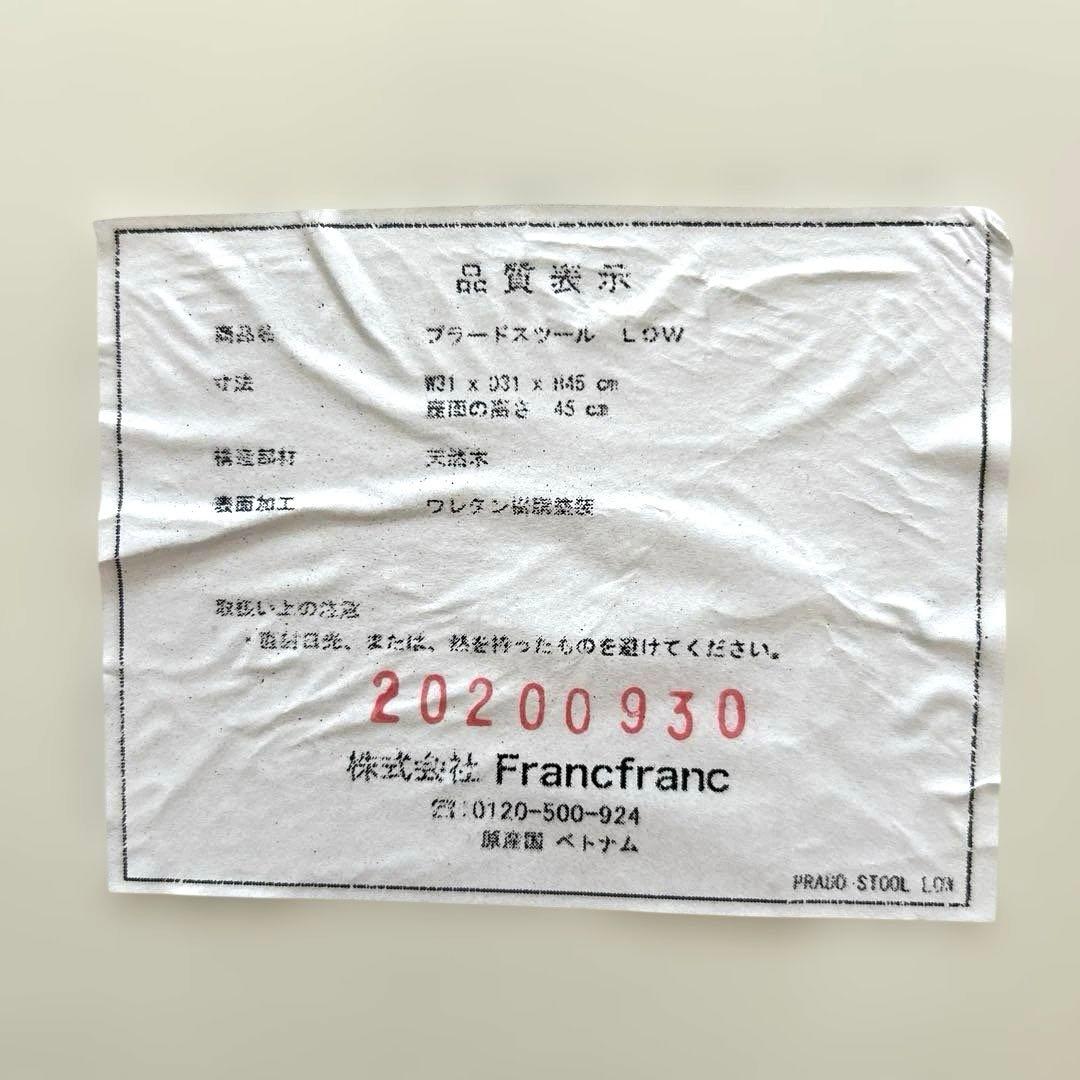 品質表示
商品名 プラードスツール LOW
寸法 W31 x D31 x H45 cm
座面の高さ 45 cm
構造部材 天然木
表面加工 ウレタン樹脂塗装
取扱い上の注意
・直射日光、または、熱を持ったものを避けてください。
20200930
株式会社 Francfranc
☎:0120-500-924
原産国 ベトナム
PRADO STOOL LOW